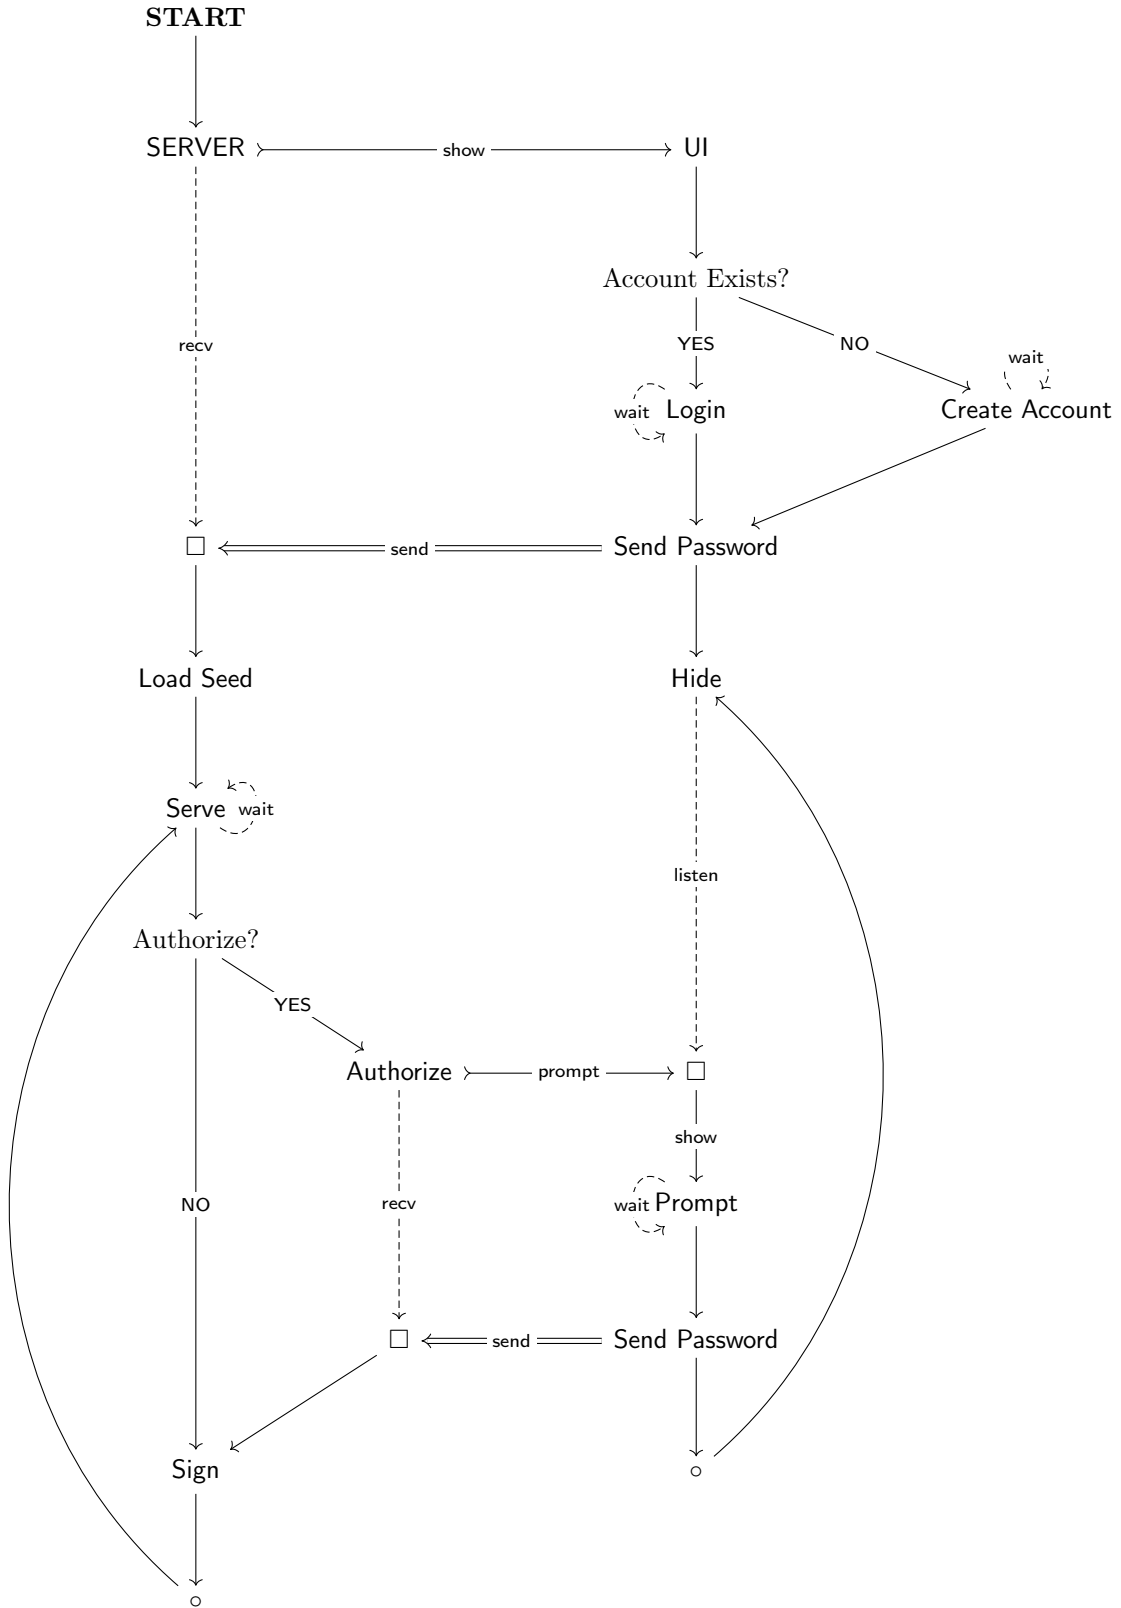 START
SERVER show UI
Account Exists?
recv YES NO wait
wait Login Create Account
send Send Password
Load Seed Hide
Serve wait
listen
Authorize?
YES
Authorize prompt
show
NO recv wait Prompt
send Send Password
Sign